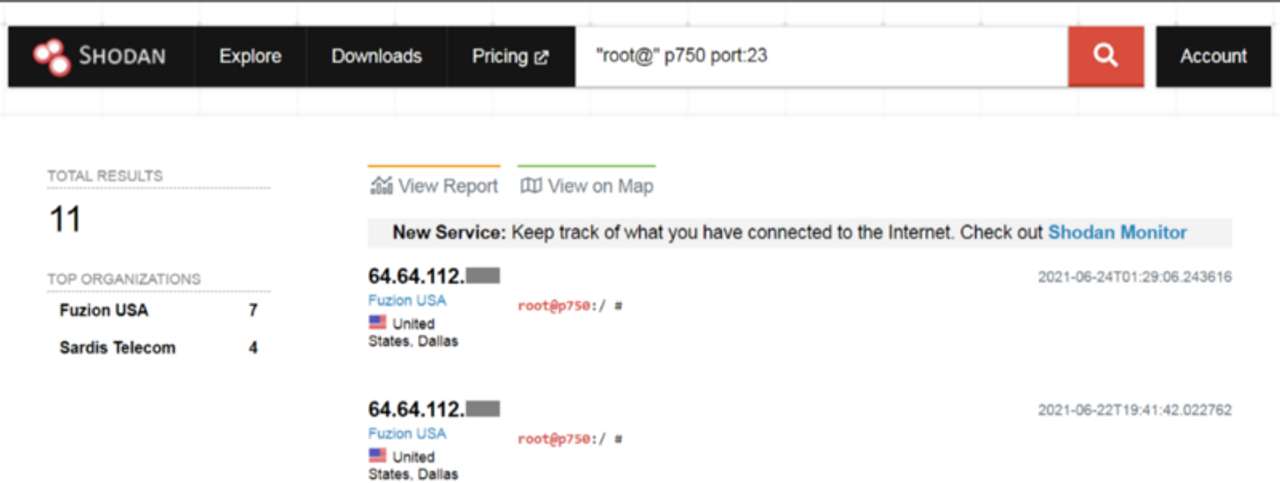 SHODAN Explore Downloads Pricing "root@" p750 port:23 Account
TOTAL RESULTS
11
TOP ORGANIZATIONS
Fuzion USA 7
Sardis Telecom 4
View Report View on Map
New Service: Keep track of what you have connected to the Internet. Check out Shodan Monitor
64.64.112.
2021-06-24T01:29:06.243616
Fuzion USA
root@p750:/ #
United
States, Dallas
64.64.112.
2021-06-22T19:41:42.022762
Fuzion USA
root@p750:/ #
United
States, Dallas